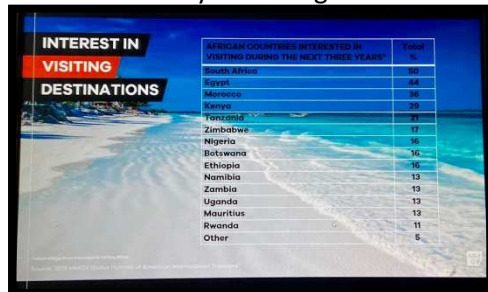 INTEREST IN
VISITING
DESTINATIONS
AFRICAN COUNTRIES INTERESTED IN Total
VISITING DURING THE NEXT THREE YEARS* %
South Africa 50
Egypt 44
Morocco 36
Kenya 29
Tanzania 21
Zimbabwe 17
Nigeria 16
Botswana 16
Ethiopia 16
Namibia 13
Zambia 13
Uganda 13
Mauritius 13
Rwanda 11
Other 5